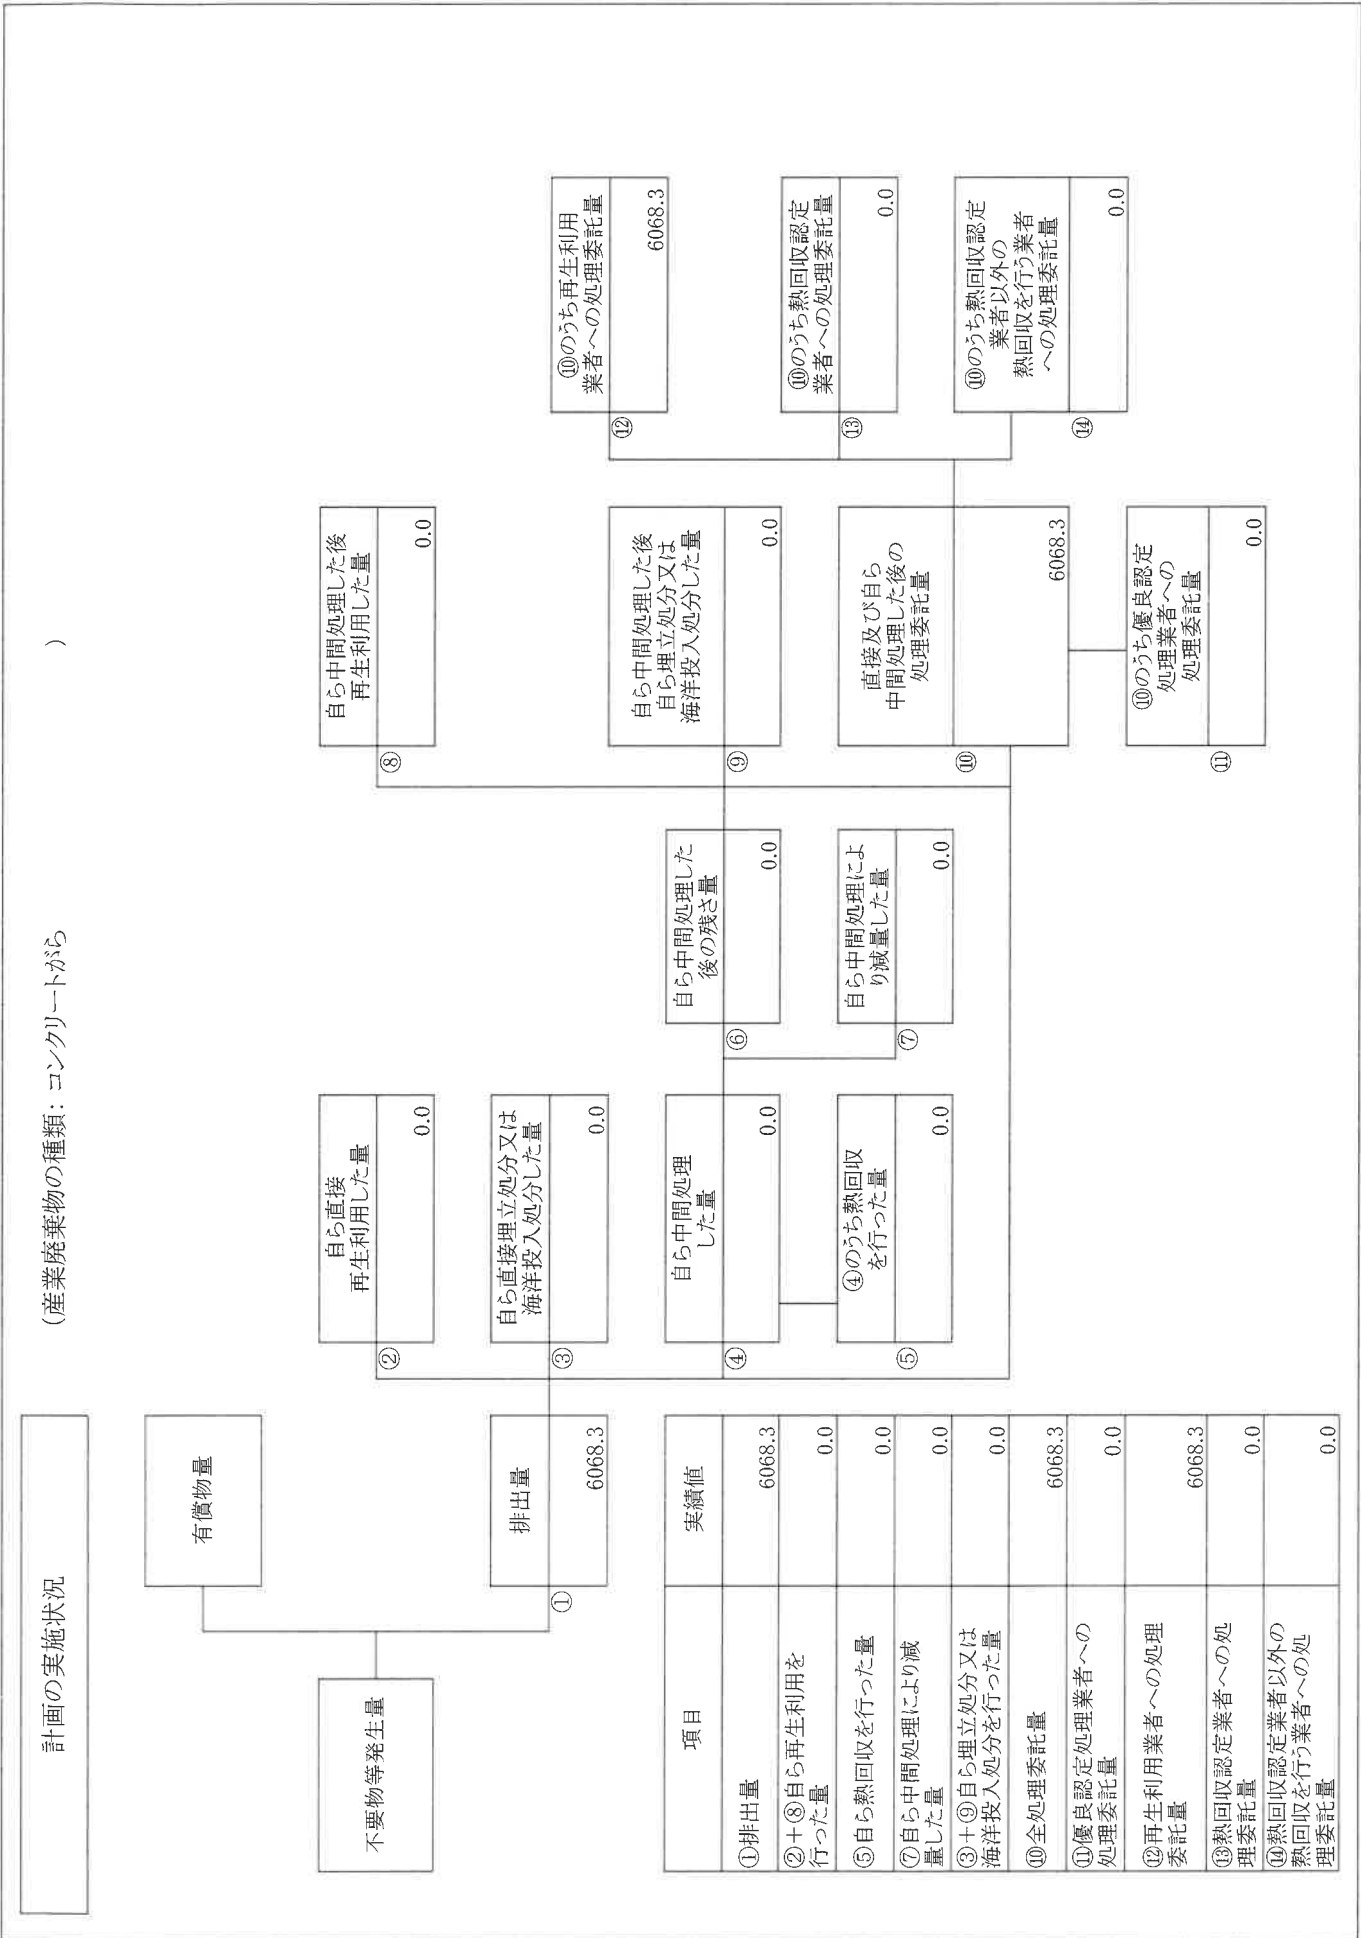 計画の実施状況
(産業廃棄物の種類：コンクリートがら
)
不要物等発生量
有償物量
①
排出量
6068.3
②
自ら直接
再生利用した量
0.0
③
自ら直接埋立処分又は
海洋投入処分した量
0.0
④
自ら中間処理
した量
0.0
⑤
④のうち熱回収
を行った量
0.0
⑥
自ら中間処理した
後の残さ量
0.0
⑦
自ら中間処理によ
り減量した量
0.0
⑧
自ら中間処理した後
再生利用した量
0.0
⑨
自ら中間処理した後
自ら埋立処分又は
海洋投入処分した量
0.0
⑩
直接及び自ら
中間処理した後の
処理委託量
6068.3
⑪
⑩のうち優良認定
処理業者への
処理委託量
0.0
⑫
⑩のうち再生利用
業者への処理委託量
6068.3
⑬
⑩のうち熱回収認定
業者への処理委託量
0.0
⑭
⑩のうち熱回収認定
業者以外の
熱回収を行う業者
への処理委託量
0.0
項目
実績値
①排出量
6068.3
②＋⑧自ら再生利用を
行った量
0.0
⑤自ら熱回収を行った量
0.0
⑦自ら中間処理により減
量した量
0.0
③＋⑨自ら埋立処分又は
海洋投入処分を行った量
0.0
⑩全処理委託量
6068.3
⑪優良認定処理業者への
処理委託量
0.0
⑫再生利用業者への処理
委託量
6068.3
⑬熱回収認定業者への処
理委託量
0.0
⑭熱回収認定業者以外の
熱回収を行う業者への処
理委託量
0.0